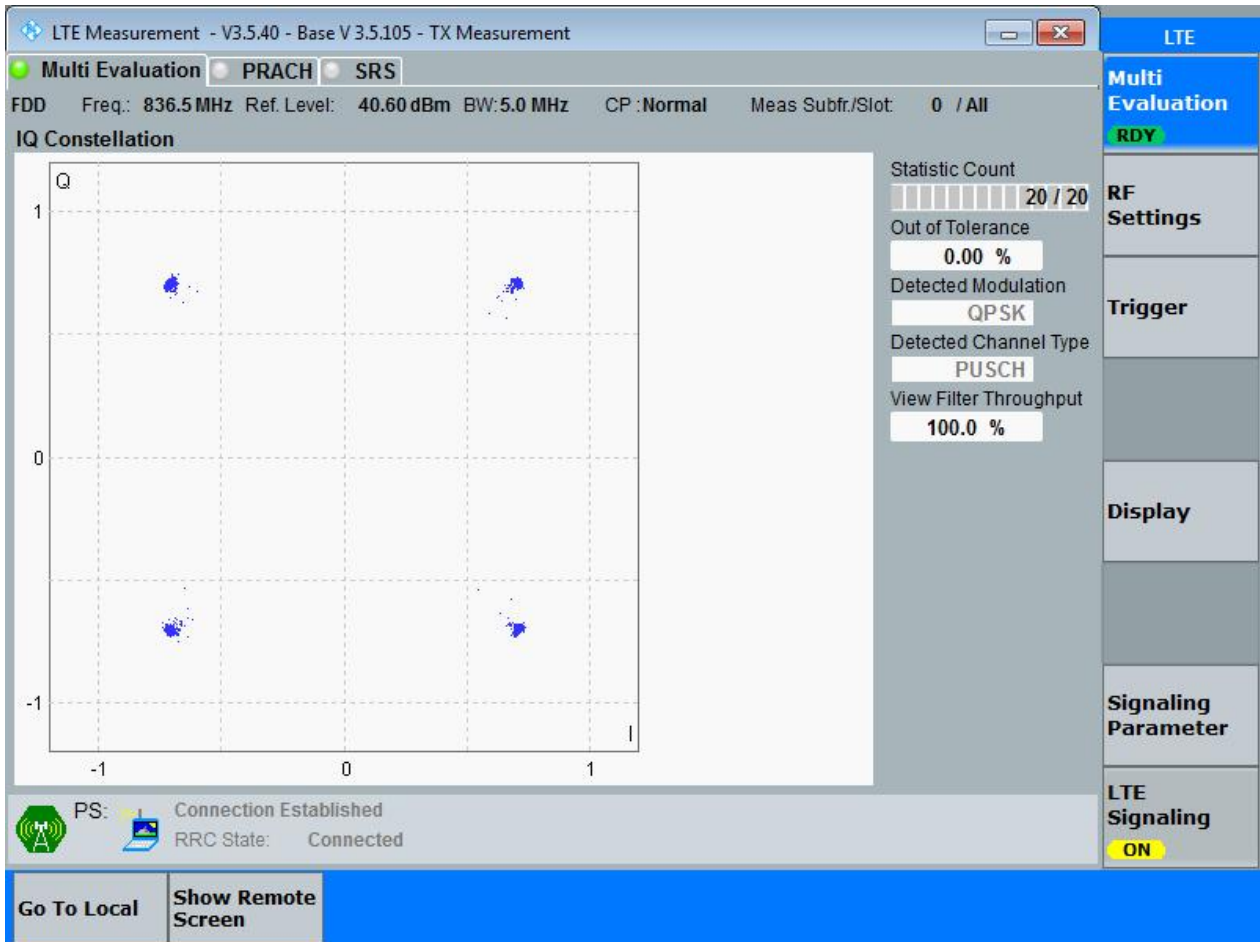 LTE Measurement - V3.5.40 - Base V 3.5.105 - TX Measurement
LTE
Multi Evaluation PRACH SRS
Multi
Evaluation
RDY
FDD Freq.: 836.5 MHz Ref. Level: 40.60 dBm BW: 5.0 MHz CP : Normal Meas Subfr./Slot: 0 / All
IQ Constellation
Q
1
0
-1
I
-1 0 1
Statistic Count
20 / 20
Out of Tolerance
0.00 %
Detected Modulation
QPSK
Detected Channel Type
PUSCH
View Filter Throughput
100.0 %
RF
Settings
Trigger
Display
Signaling
Parameter
LTE
Signaling
ON
PS: Connection Established
RRC State: Connected
Go To Local
Show Remote
Screen